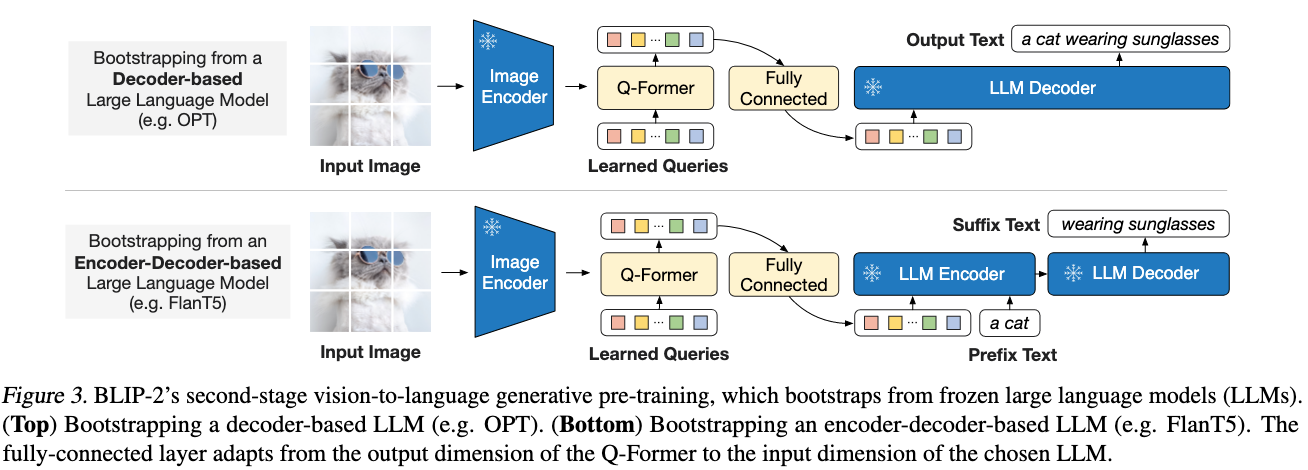 Bootstrapping from a
Decoder-based
Large Language Model
(e.g. OPT)
Input Image
Image
Encoder
Q-Former
Learned Queries
Fully
Connected
Output Text
a cat wearing sunglasses
LLM Decoder
Bootstrapping from an
Encoder-Decoder-based
Large Language Model
(e.g. FlanT5)
Input Image
Image
Encoder
Q-Former
Learned Queries
Fully
Connected
Suffix Text
wearing sunglasses
LLM Encoder
LLM Decoder
a cat
Prefix Text
Figure 3. BLIP-2's second-stage vision-to-language generative pre-training, which bootstraps from frozen large language models (LLMs).
(Top) Bootstrapping a decoder-based LLM (e.g. OPT). (Bottom) Bootstrapping an encoder-decoder-based LLM (e.g. FlanT5). The
fully-connected layer adapts from the output dimension of the Q-Former to the input dimension of the chosen LLM.